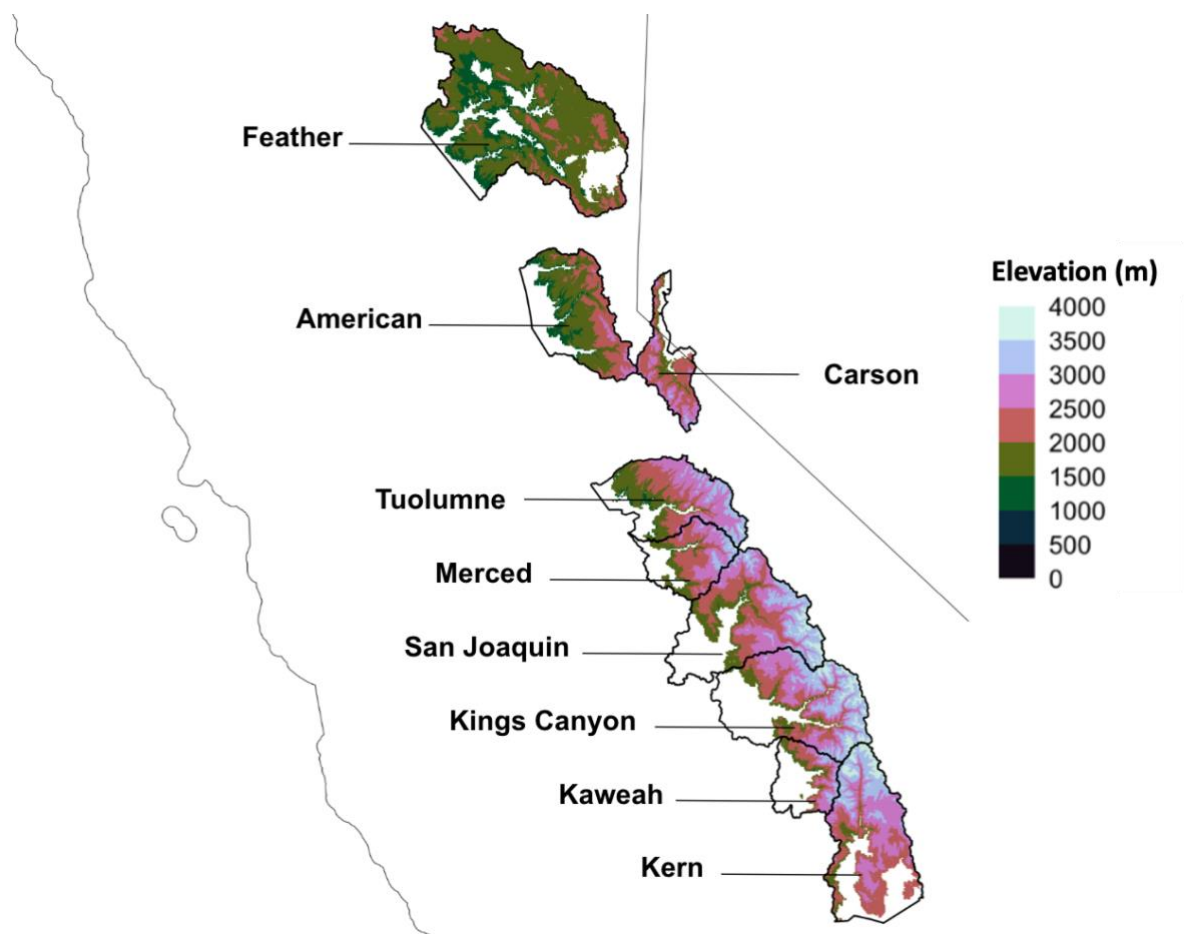 Feather
American
Carson
Tuolumne
Merced
San Joaquin
Kings Canyon
Kaweah
Kern
Elevation (m)
4000
3500
3000
2500
2000
1500
1000
500
0